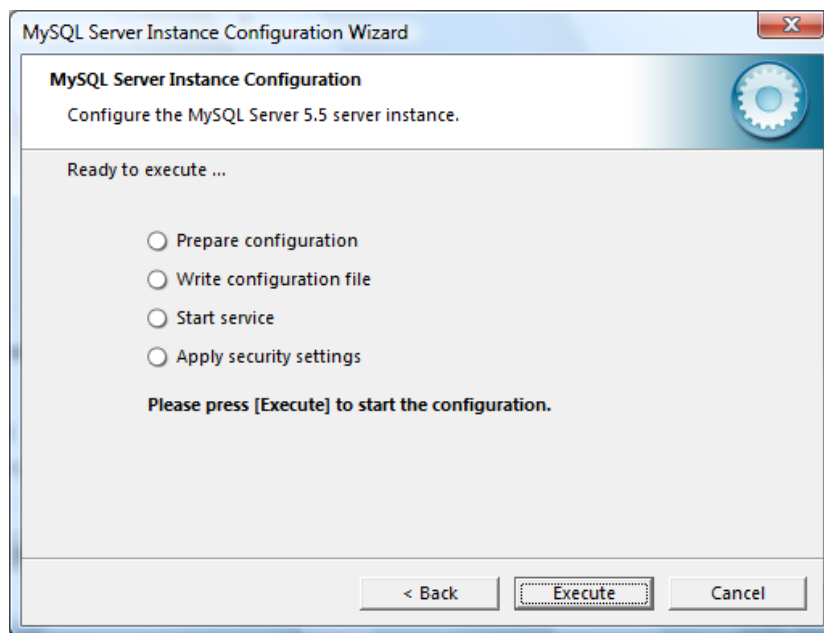 MySQL Server Instance Configuration Wizard
MySQL Server Instance Configuration
Configure the MySQL Server 5.5 server instance.
Ready to execute ...
Prepare configuration
Write configuration file
Start service
Apply security settings
Please press [Execute] to start the configuration.
< Back
Execute
Cancel